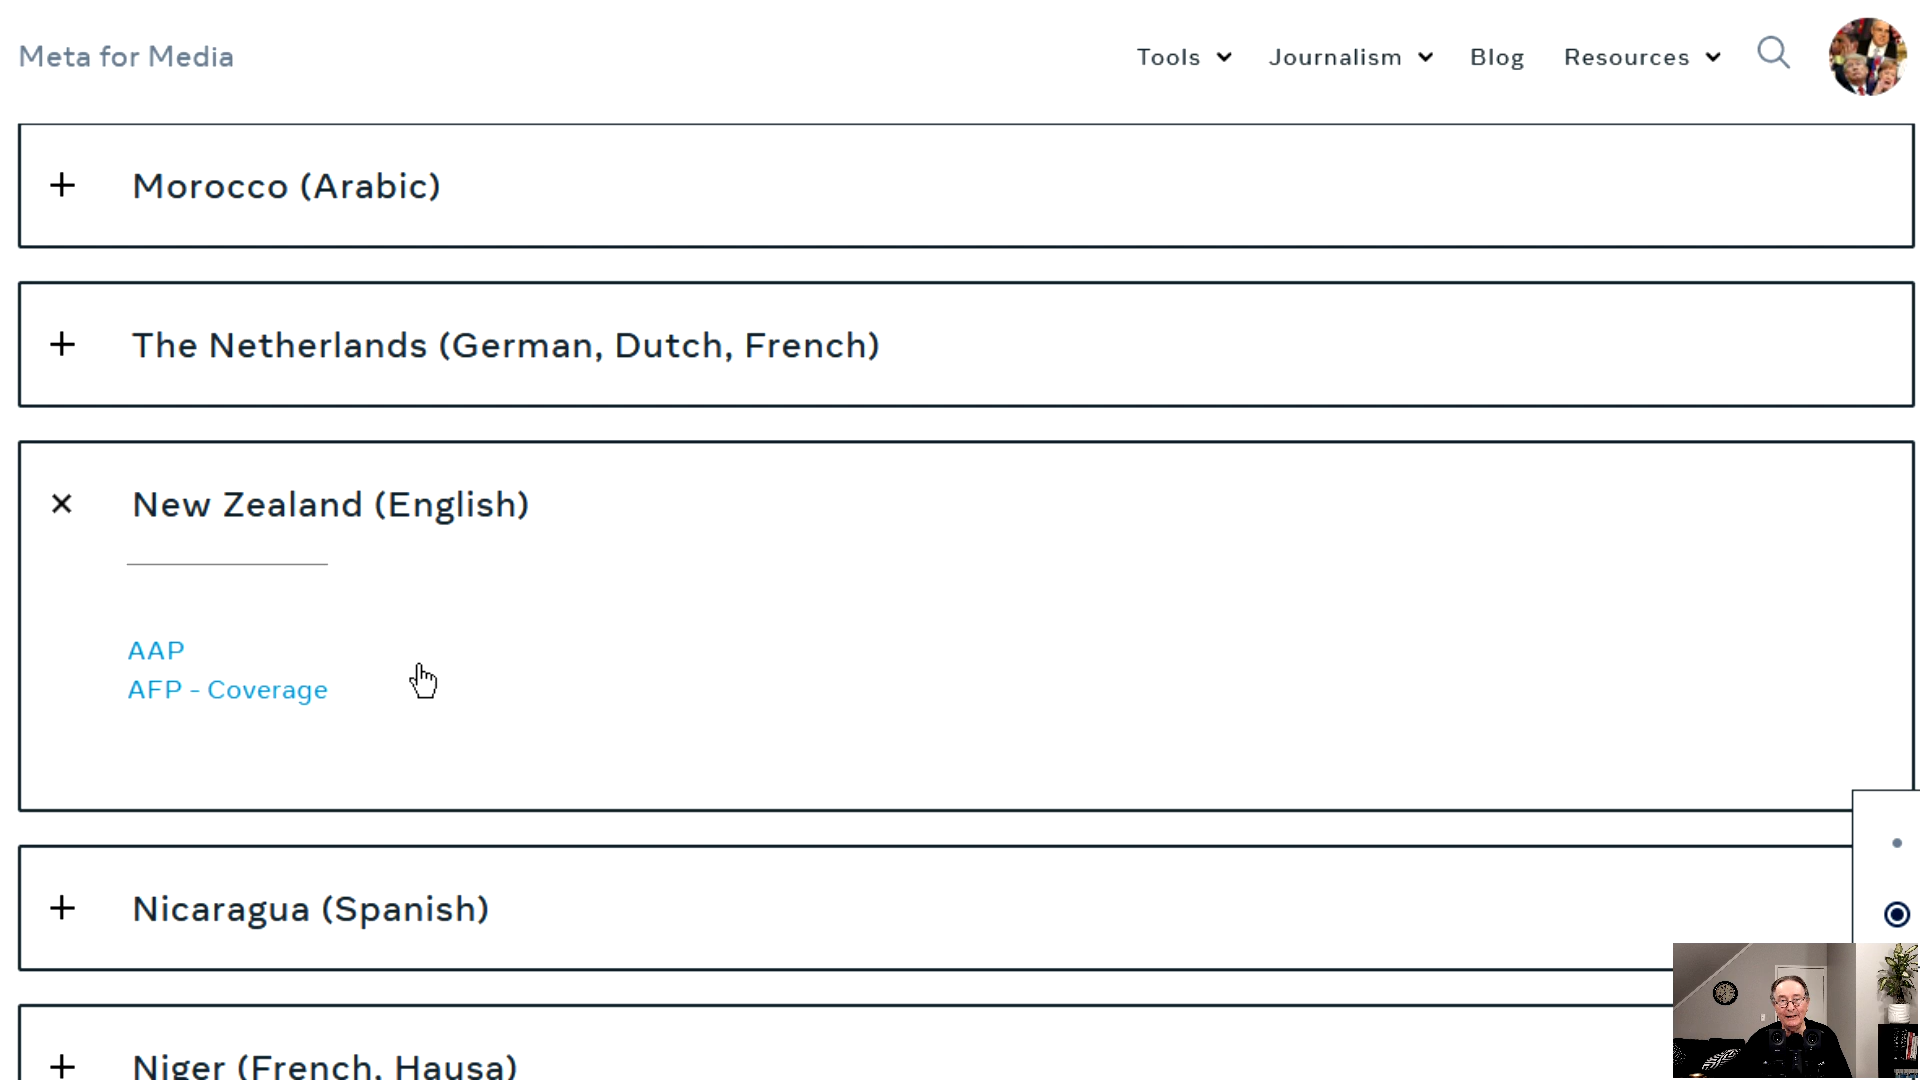 Meta for Media
Tools
Journalism
Blog
Resources
Morocco (Arabic)
The Netherlands (German, Dutch, French)
New Zealand (English)
AAP
AFP - Coverage
Nicaragua (Spanish)
Niger (French, Hausa)